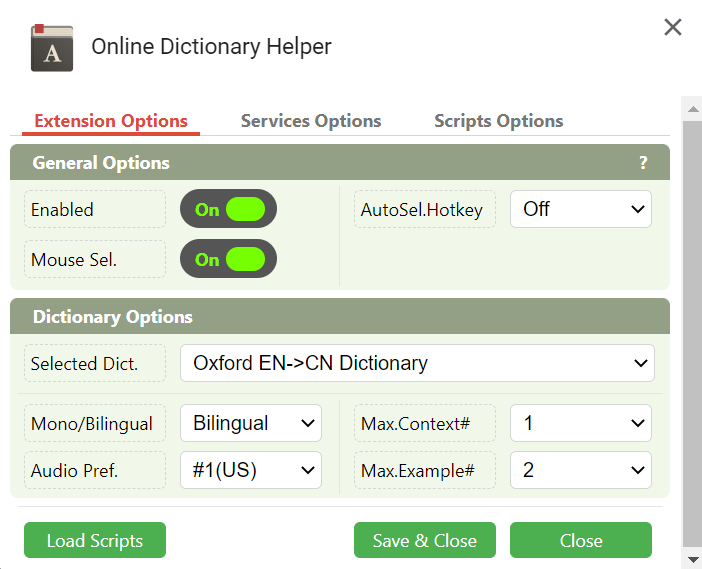 A
Online Dictionary Helper
Extension Options Services Options Scripts Options
General Options ?
Enabled On AutoSel.Hotkey Off
Mouse Sel. On
Dictionary Options
Selected Dict. Oxford EN->CN Dictionary
Mono/Bilingual Bilingual Max.Context# 1
Audio Pref. #1(US) Max.Example# 2
Load Scripts Save & Close Close